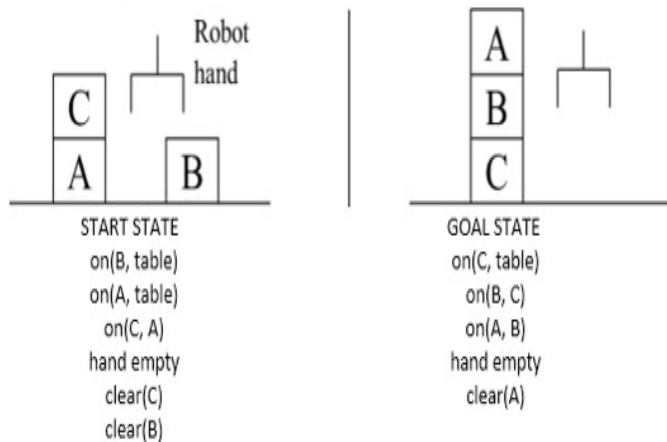 Robot
hand
C
A
B
A
B
C
START STATE
on(B, table)
on(A, table)
on(C, A)
hand empty
clear(C)
clear(B)
GOAL STATE
on(C, table)
on(B, C)
on(A, B)
hand empty
clear(A)